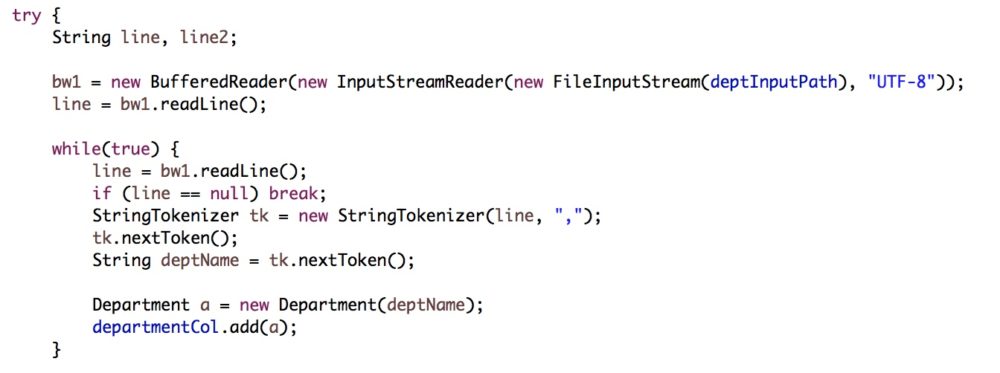 try {
    String line, line2;

    bw1 = new BufferedReader(new InputStreamReader(new FileInputStream(deptInputPath), "UTF-8"));
    line = bw1.readLine();

    while(true) {
        line = bw1.readLine();
        if (line == null) break;
        StringTokenizer tk = new StringTokenizer(line, ",");
        tk.nextToken();
        String deptName = tk.nextToken();

        Department a = new Department(deptName);
        departmentCol.add(a);
    }